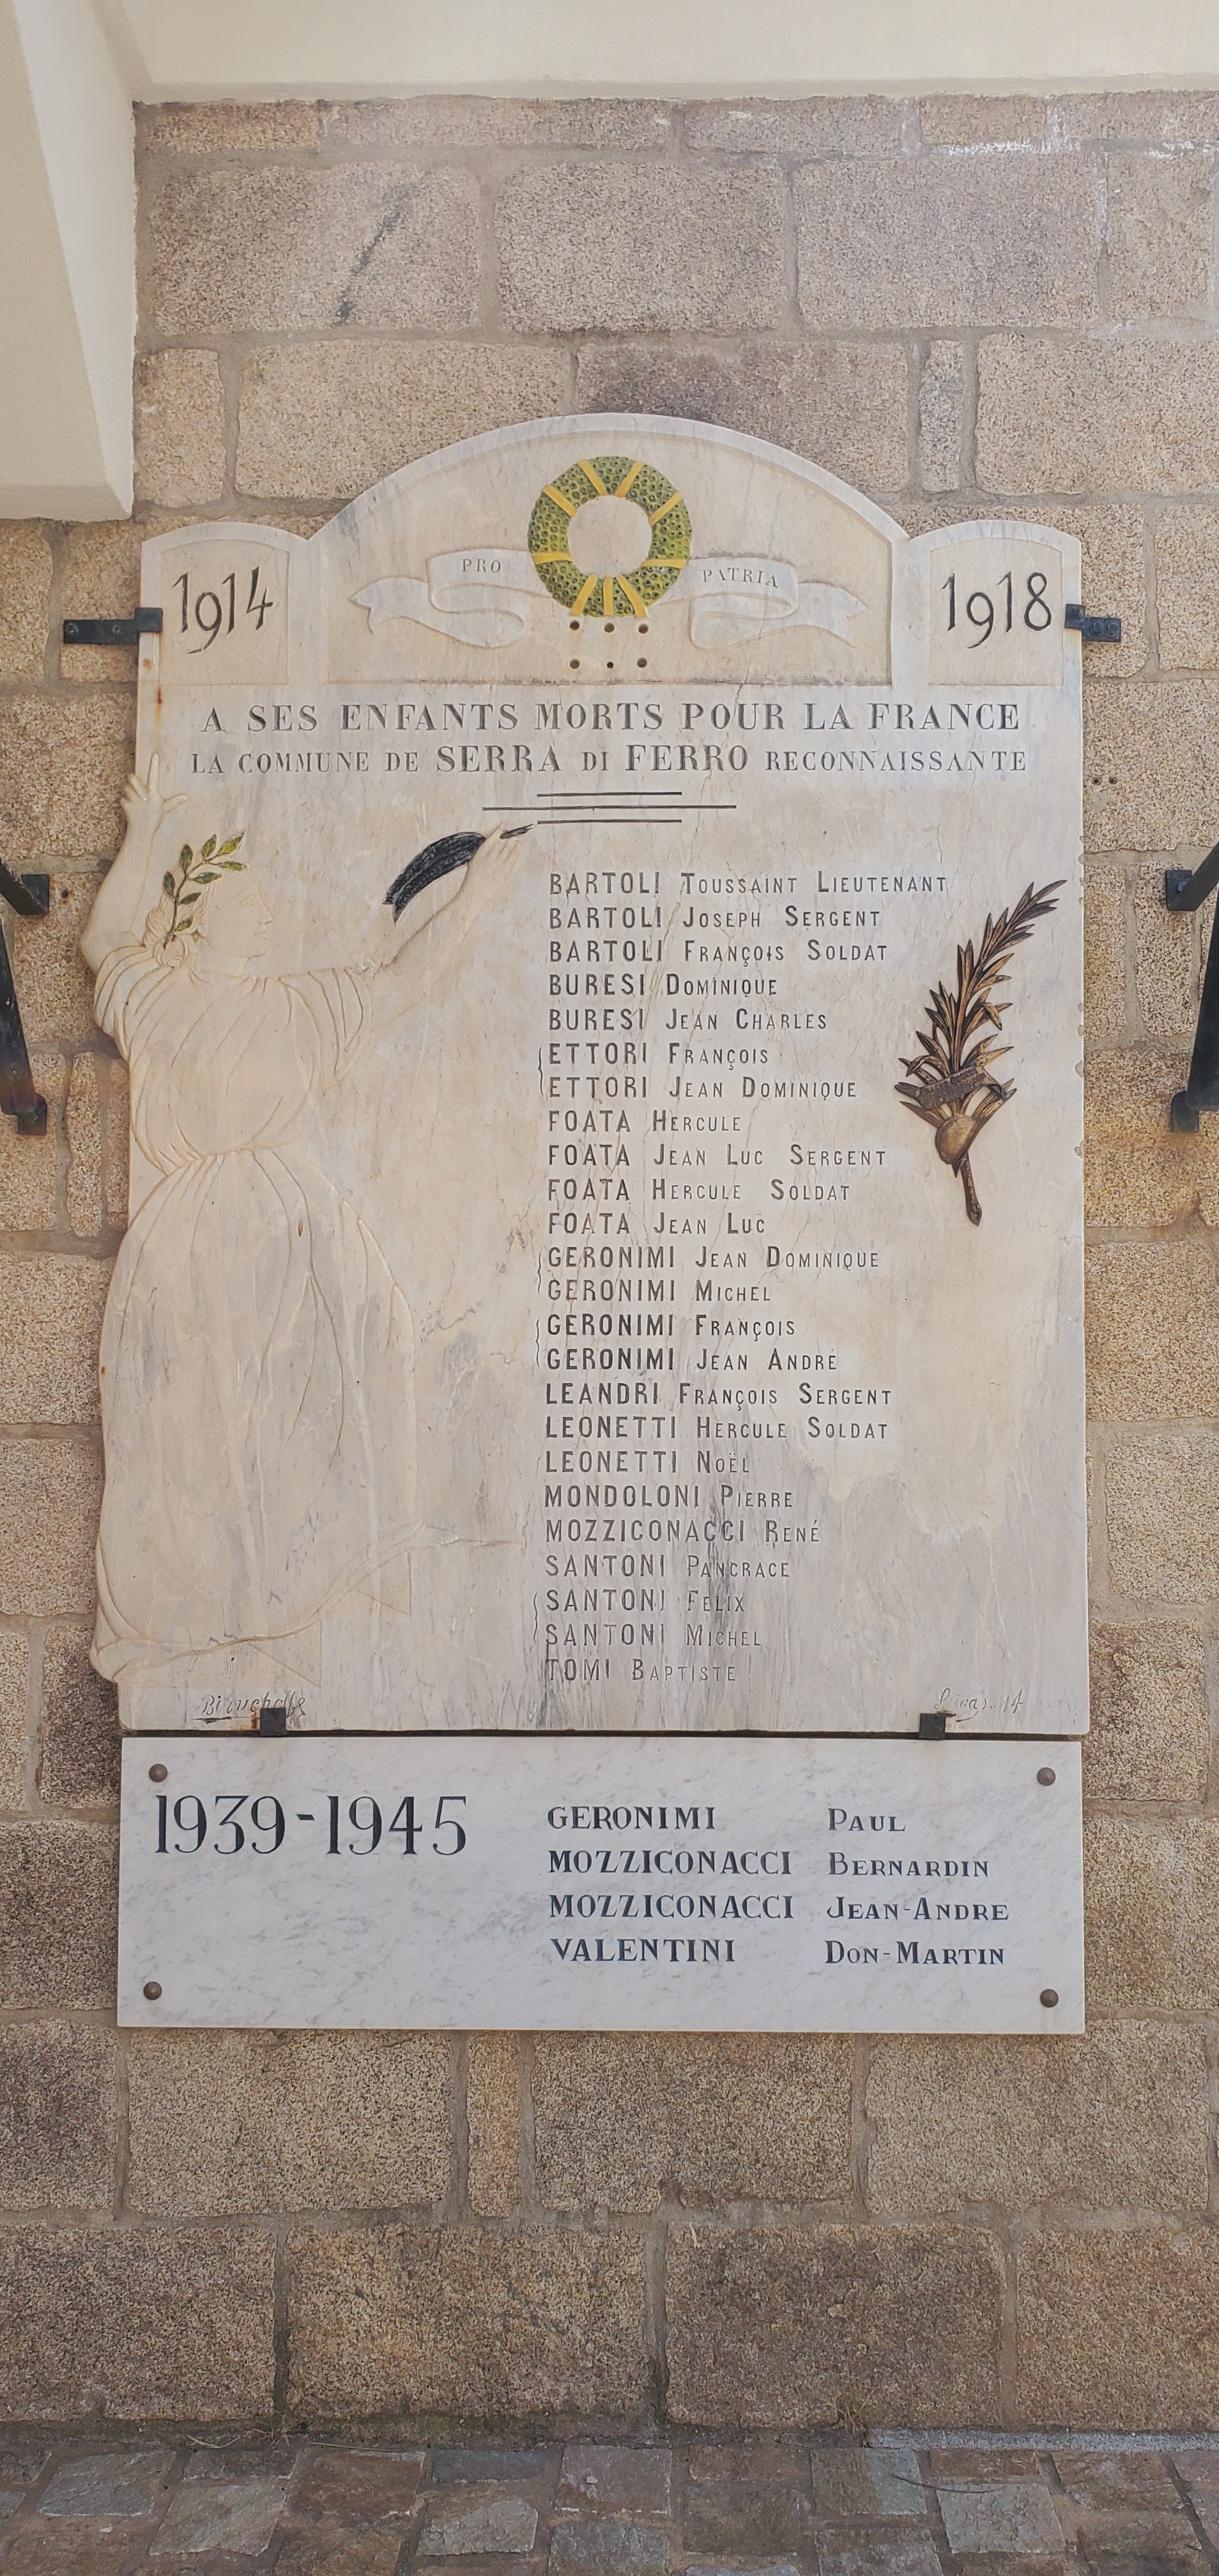 1914
PRO PATRIA
1918
A SES ENFANTS MORTS POUR LA FRANCE
LA COMMUNE DE SERRA DI FERRO RECONNAISSANTE
BARTOLI TOUSSAINT LIEUTENANT
BARTOLI JOSEPH SERGENT
BARTOLI FRANÇOIS SOLDAT
BURESI DOMINIQUE
BURESI JEAN CHARLES
ETTORI FRANÇOIS
ETTORI JEAN DOMINIQUE
FOATA HERCULE
FOATA JEAN LUC SERGENT
FOATA HERCULE SOLDAT
FOATA JEAN LUC
GERONIMI JEAN DOMINIQUE
GERONIMI MICHEL
GERONIMI FRANÇOIS
GERONIMI JEAN ANDRÉ
LEANDRI FRANÇOIS SERGENT
LEONETTI HERCULE SOLDAT
LEONETTI NOËL
MONDOLONI PIERRE
MOZZICONACCI RENÉ
SANTONI PANCRACE
SANTONI FELIX
SANTONI MICHEL
TOMI BAPTISTE
1939-1945
GERONIMI PAUL
MOZZICONACCI BERNARDIN
MOZZICONACCI JEAN-ANDRE
VALENTINI DON-MARTIN